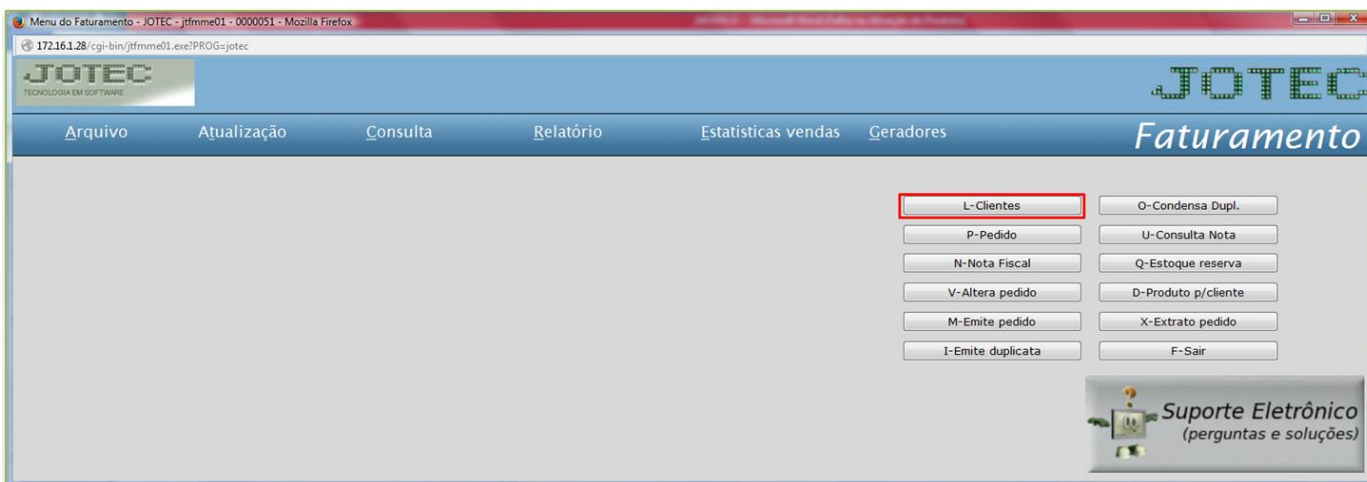 Menu do Faturamento - JOTEC - jtfmme01 - 0000051 - Mozilla Firefox
172.16.1.28/cgi-bin/jtfmme01.exe?PROG=jotec
JOTEC
TECNOLOGIA EM SOFTWARE
JOTEC
Arquivo Atualização Consulta Relatório Estatisticas vendas Geradores Faturamento
L-Clientes O-Condensa Dupl.
P-Pedido U-Consulta Nota
N-Nota Fiscal Q-Estoque reserva
V-Altera pedido D-Produto p/cliente
M-Emite pedido X-Extrato pedido
I-Emite duplicata F-Sair
Suporte Eletrônico
(perguntas e soluções)